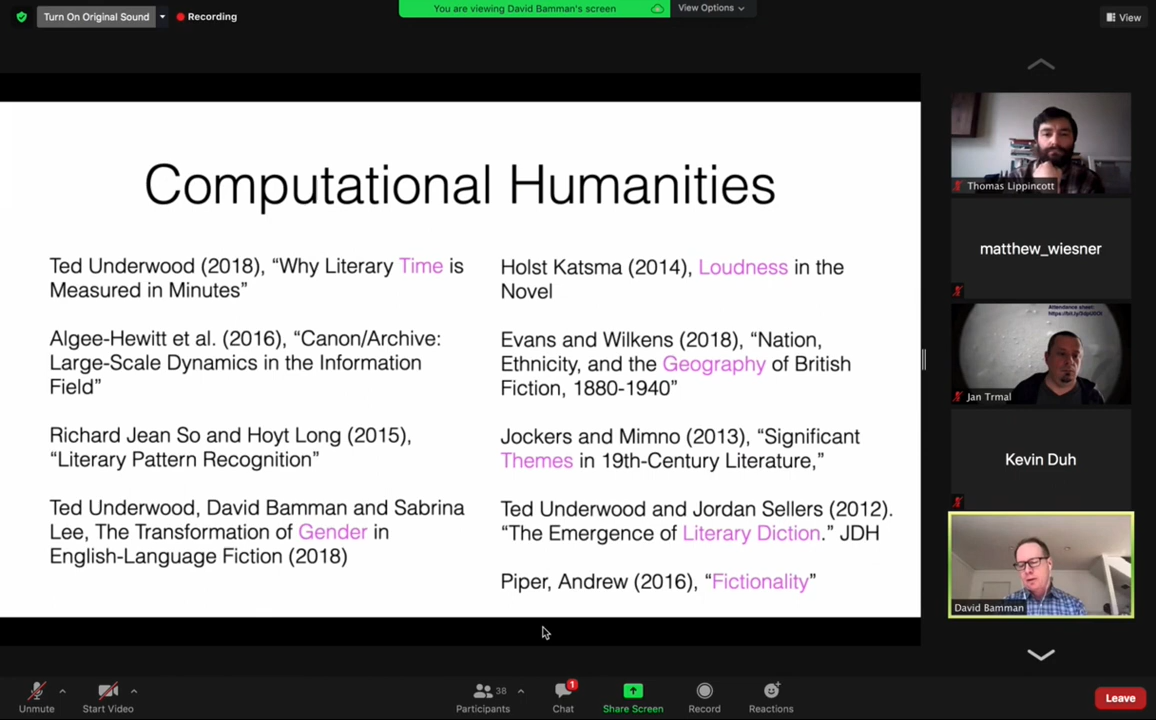 Turn On Original Sound
Recording
You are viewing David Bamman's screen
View Options
View
Computational Humanities
Ted Underwood (2018), “Why Literary Time is
Measured in Minutes”
Algee-Hewitt et al. (2016), “Canon/Archive:
Large-Scale Dynamics in the Information
Field”
Richard Jean So and Hoyt Long (2015),
“Literary Pattern Recognition”
Ted Underwood, David Bamman and Sabrina
Lee, The Transformation of Gender in
English-Language Fiction (2018)
Holst Katsma (2014), Loudness in the
Novel
Evans and Wilkens (2018), “Nation,
Ethnicity, and the Geography of British
Fiction, 1880-1940”
Jockers and Mimno (2013), “Significant
Themes in 19th-Century Literature,”
Ted Underwood and Jordan Sellers (2012).
“The Emergence of Literary Diction.” JDH
Piper, Andrew (2016), “Fictionality”
Thomas Lippincott
matthew_wiesner
Attendance sheet:
Jan Trmal
Kevin Duh
David Bamman
Unmute
Start Video
38
Participants
1
Chat
Share Screen
Record
Reactions
Leave